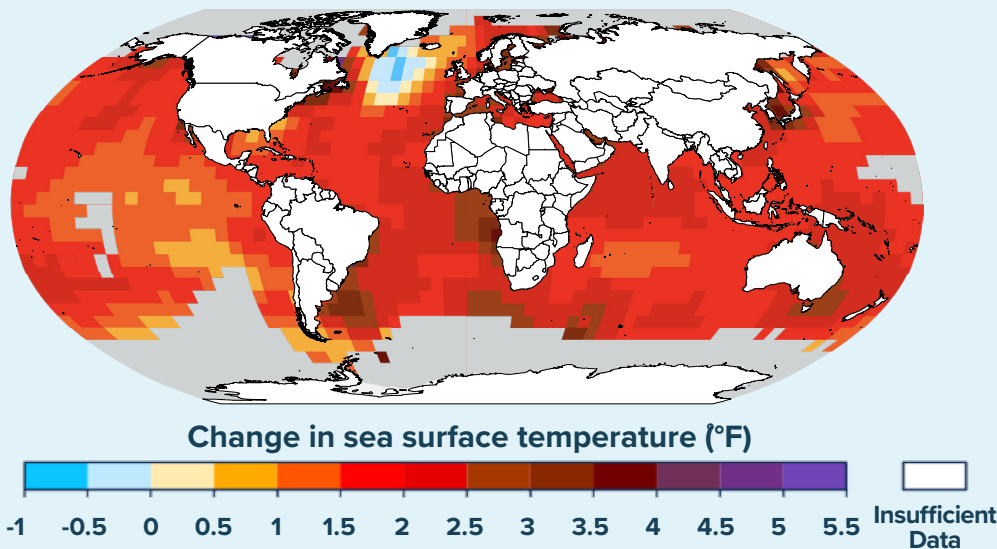 Change in sea surface temperature (°F)
-1 -0.5 0 0.5 1 1.5 2 2.5 3 3.5 4 4.5 5 5.5
Insufficient
Data